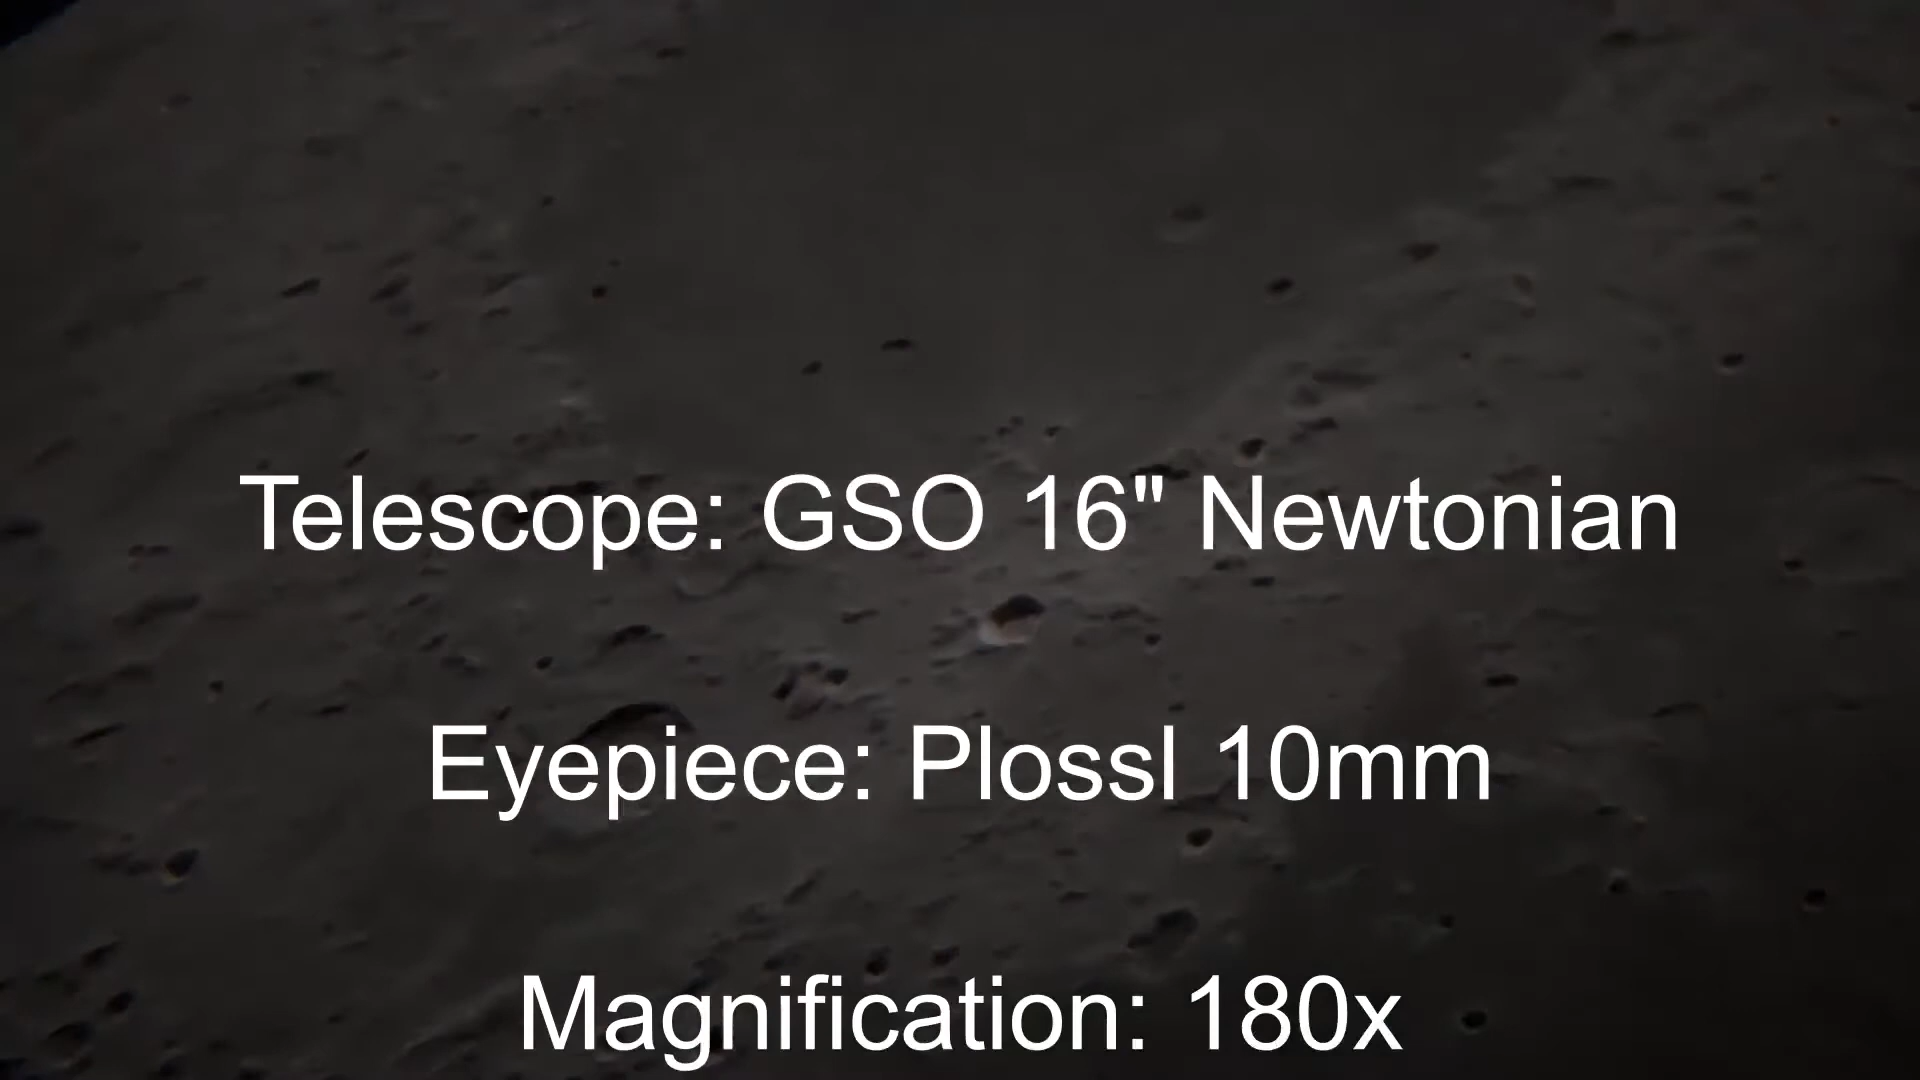 Telescope: GSO 16" Newtonian
Eyepiece: Plossl 10mm
Magnification: 180x